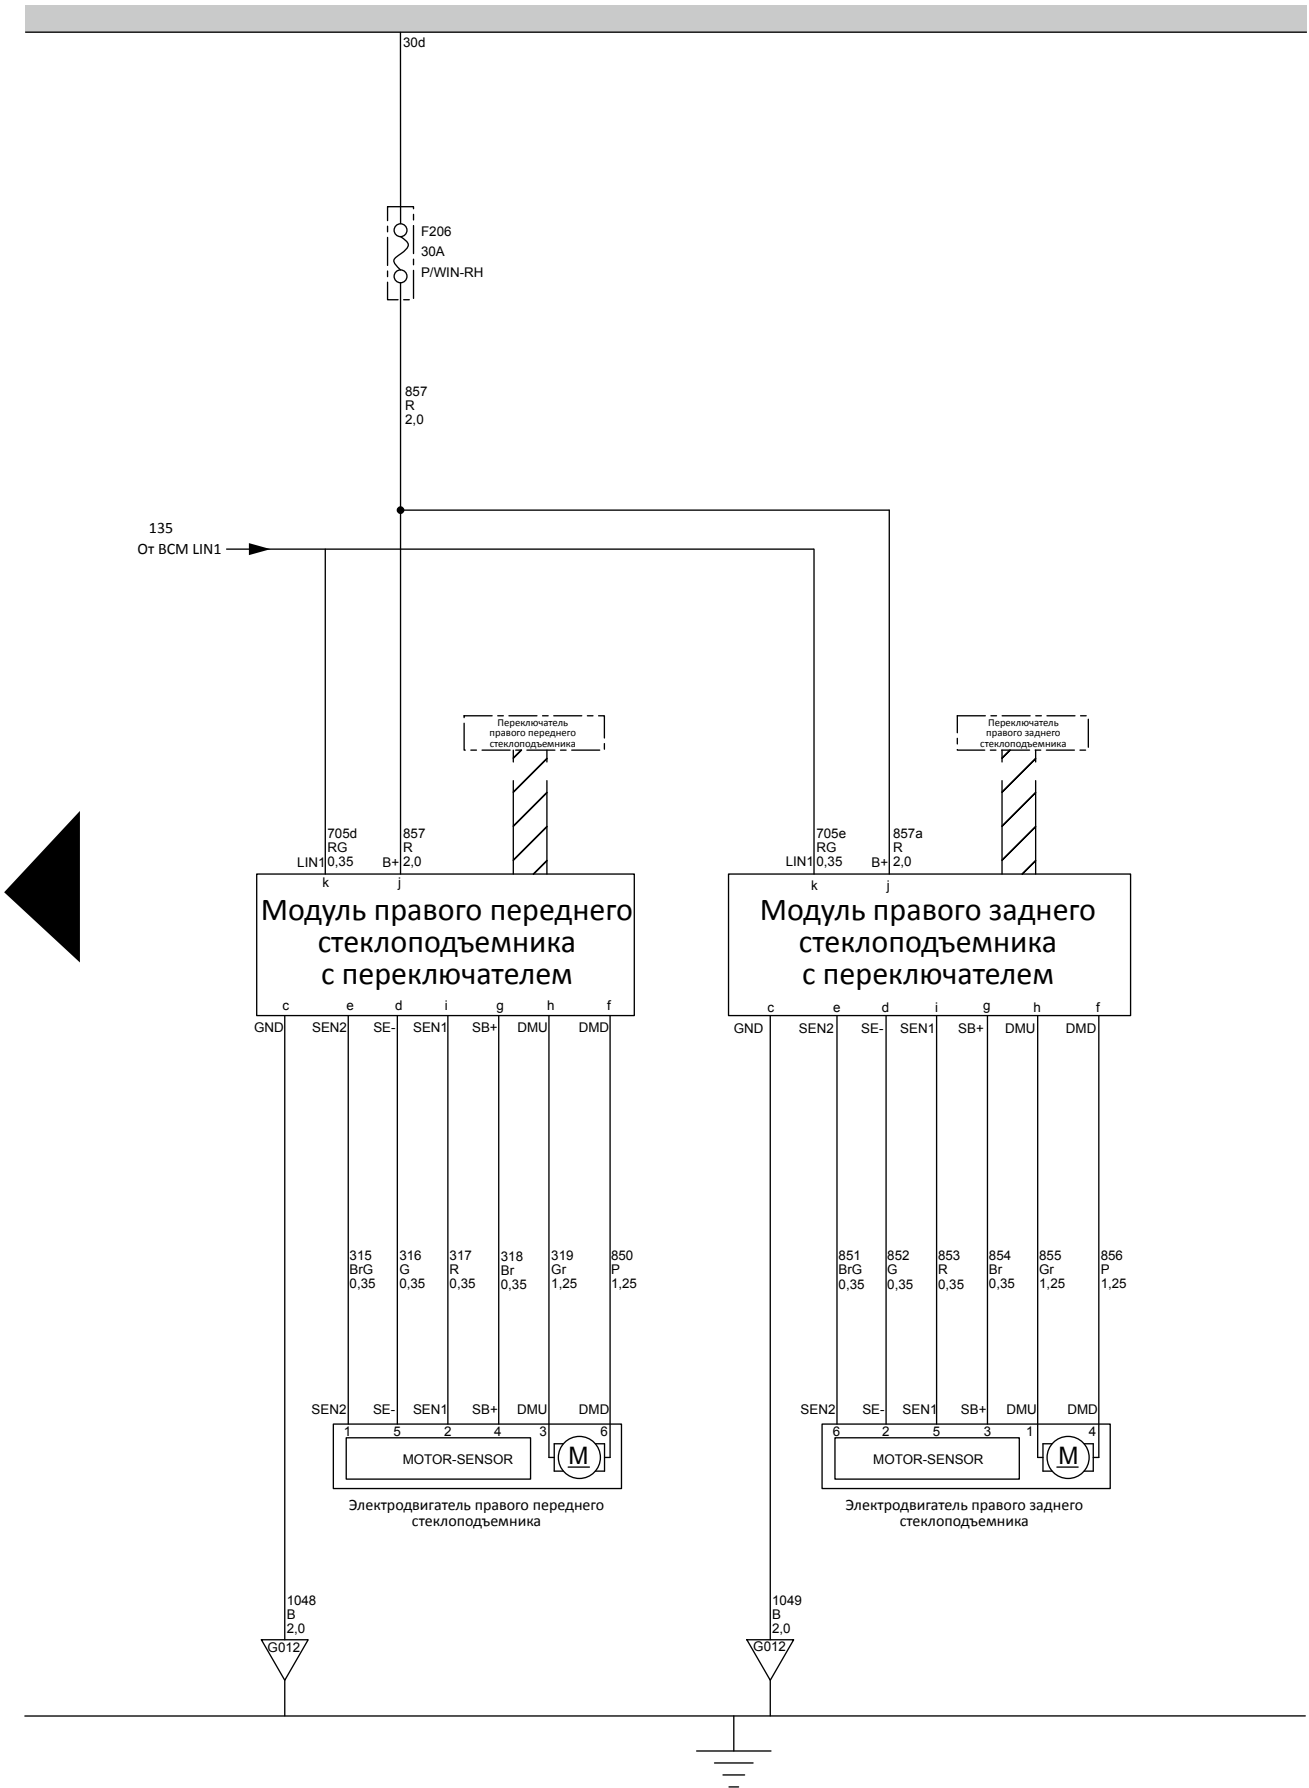 30d
F206
30A
P/WIN-RH
857
R
2,0
135
От BCM LIN1
Переключатель
правого переднего
стеклоподъемника
Переключатель
правого заднего
стеклоподъемника
705d
RG
LIN1 0,35
857
R
B+ 2,0
705e
RG
LIN1 0,35
857a
R
B+ 2,0
k j
k j
Модуль правого переднего
стеклоподъемника
с переключателем
Модуль правого заднего
стеклоподъемника
с переключателем
c e d i g h f
GND SEN2 SE- SEN1 SB+ DMU DMD
c e d i g h f
GND SEN2 SE- SEN1 SB+ DMU DMD
315
BrG
0,35
316
G
0,35
317
R
0,35
318
Br
0,35
319
Gr
1,25
850
P
1,25
851
BrG
0,35
852
G
0,35
853
R
0,35
854
Br
0,35
855
Gr
1,25
856
P
1,25
SEN2 SE- SEN1 SB+ DMU DMD
1 5 2 4 3 6
MOTOR-SENSOR M
Электродвигатель правого переднего
стеклоподъемника
SEN2 SE- SEN1 SB+ DMU DMD
6 2 5 3 1 4
MOTOR-SENSOR M
Электродвигатель правого заднего
стеклоподъемника
1048
B
2,0
G012
1049
B
2,0
G012